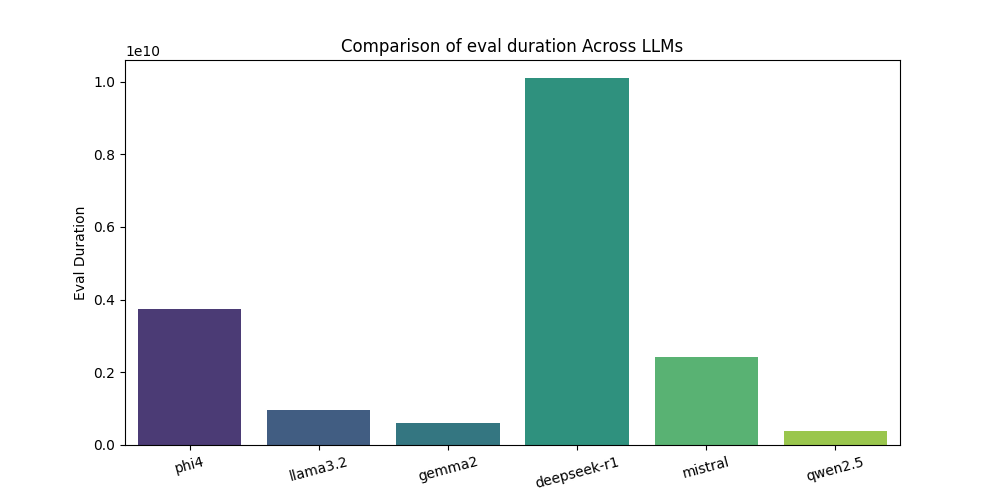 Comparison of eval duration Across LLMs
1e10
1.0
0.8
0.6
0.4
0.2
0.0
Eval Duration
phi4
llama3.2
gemma2
deepseek-r1
mistral
qwen2.5